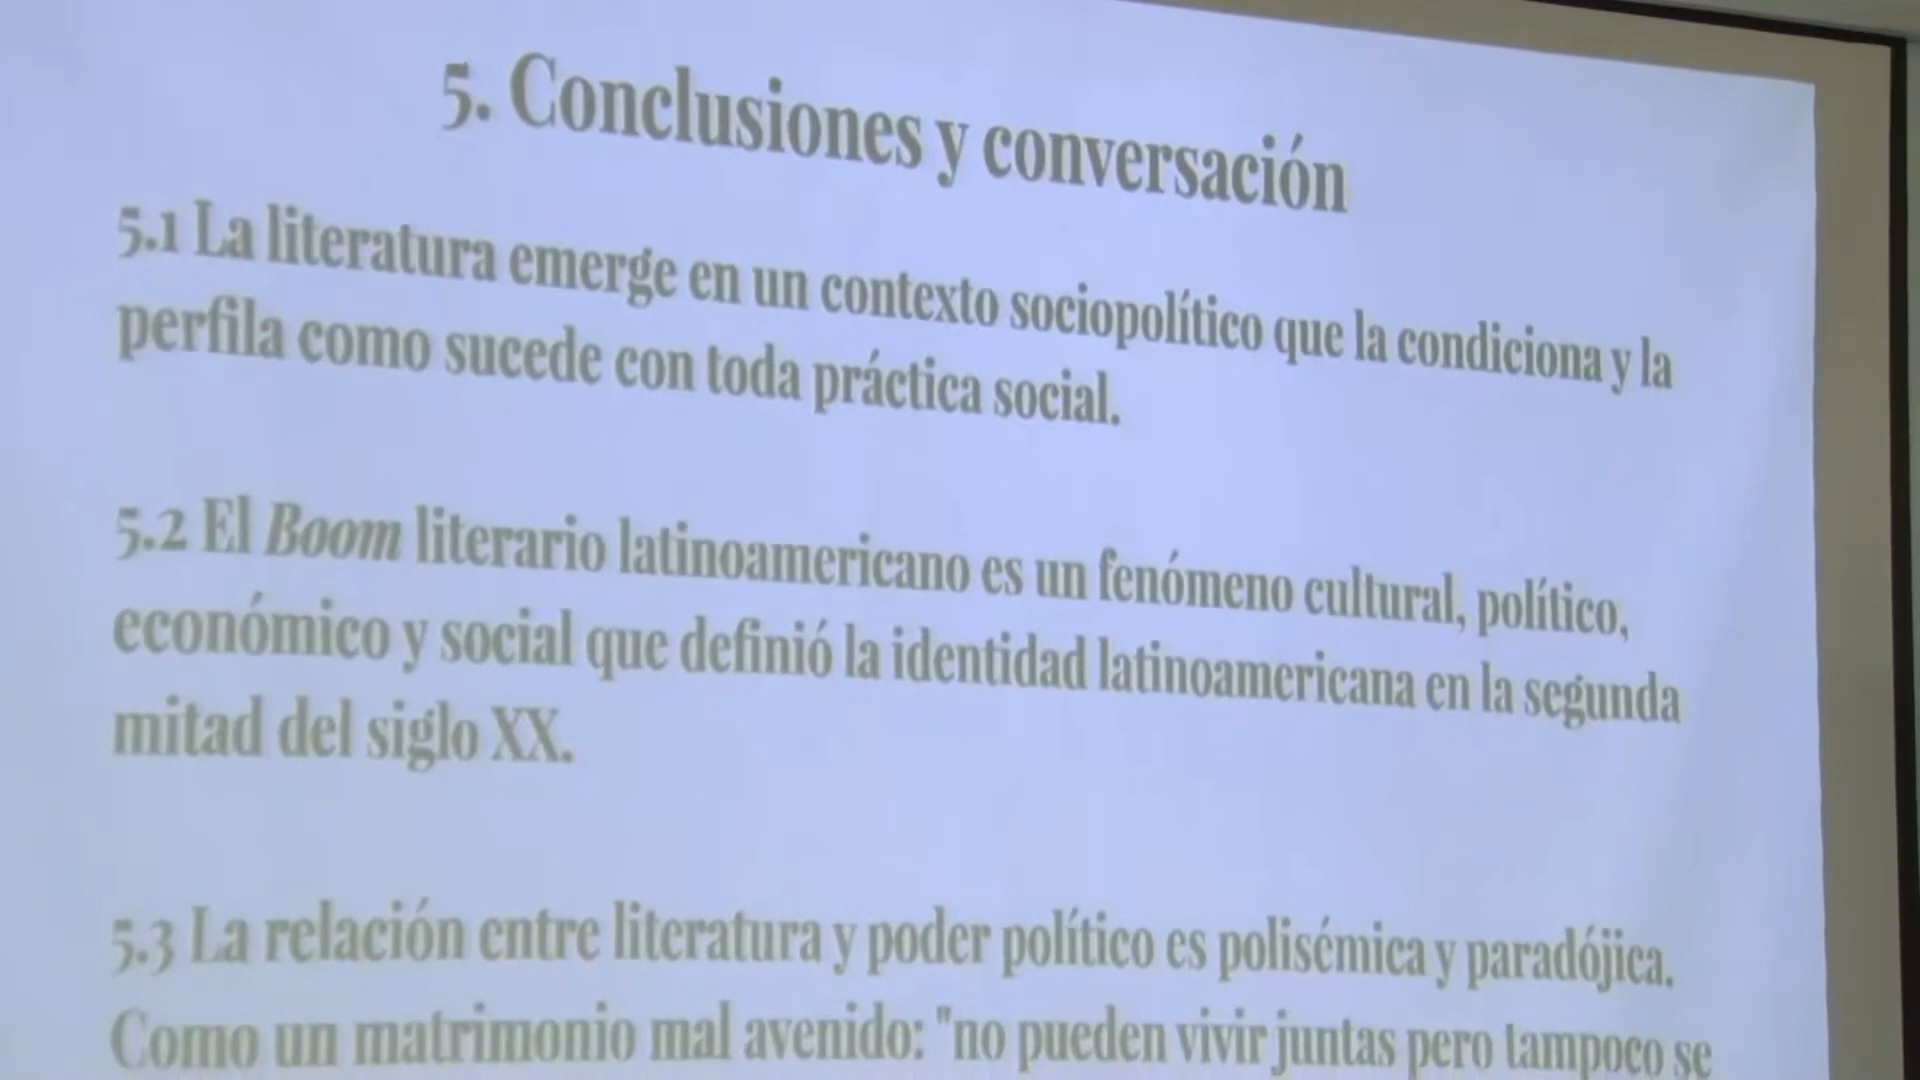 5. Conclusiones y conversación
5.1 La literatura emerge en un contexto sociopolítico que la condiciona y la
perfila como sucede con toda práctica social.
5.2 El Boom literario latinoamericano es un fenómeno cultural, político,
económico y social que definió la identidad latinoamericana en la segunda
mitad del siglo XX.
5.3 La relación entre literatura y poder político es polisémica y paradójica.
Como un matrimonio mal avenido: "no pueden vivir juntas pero tampoco se